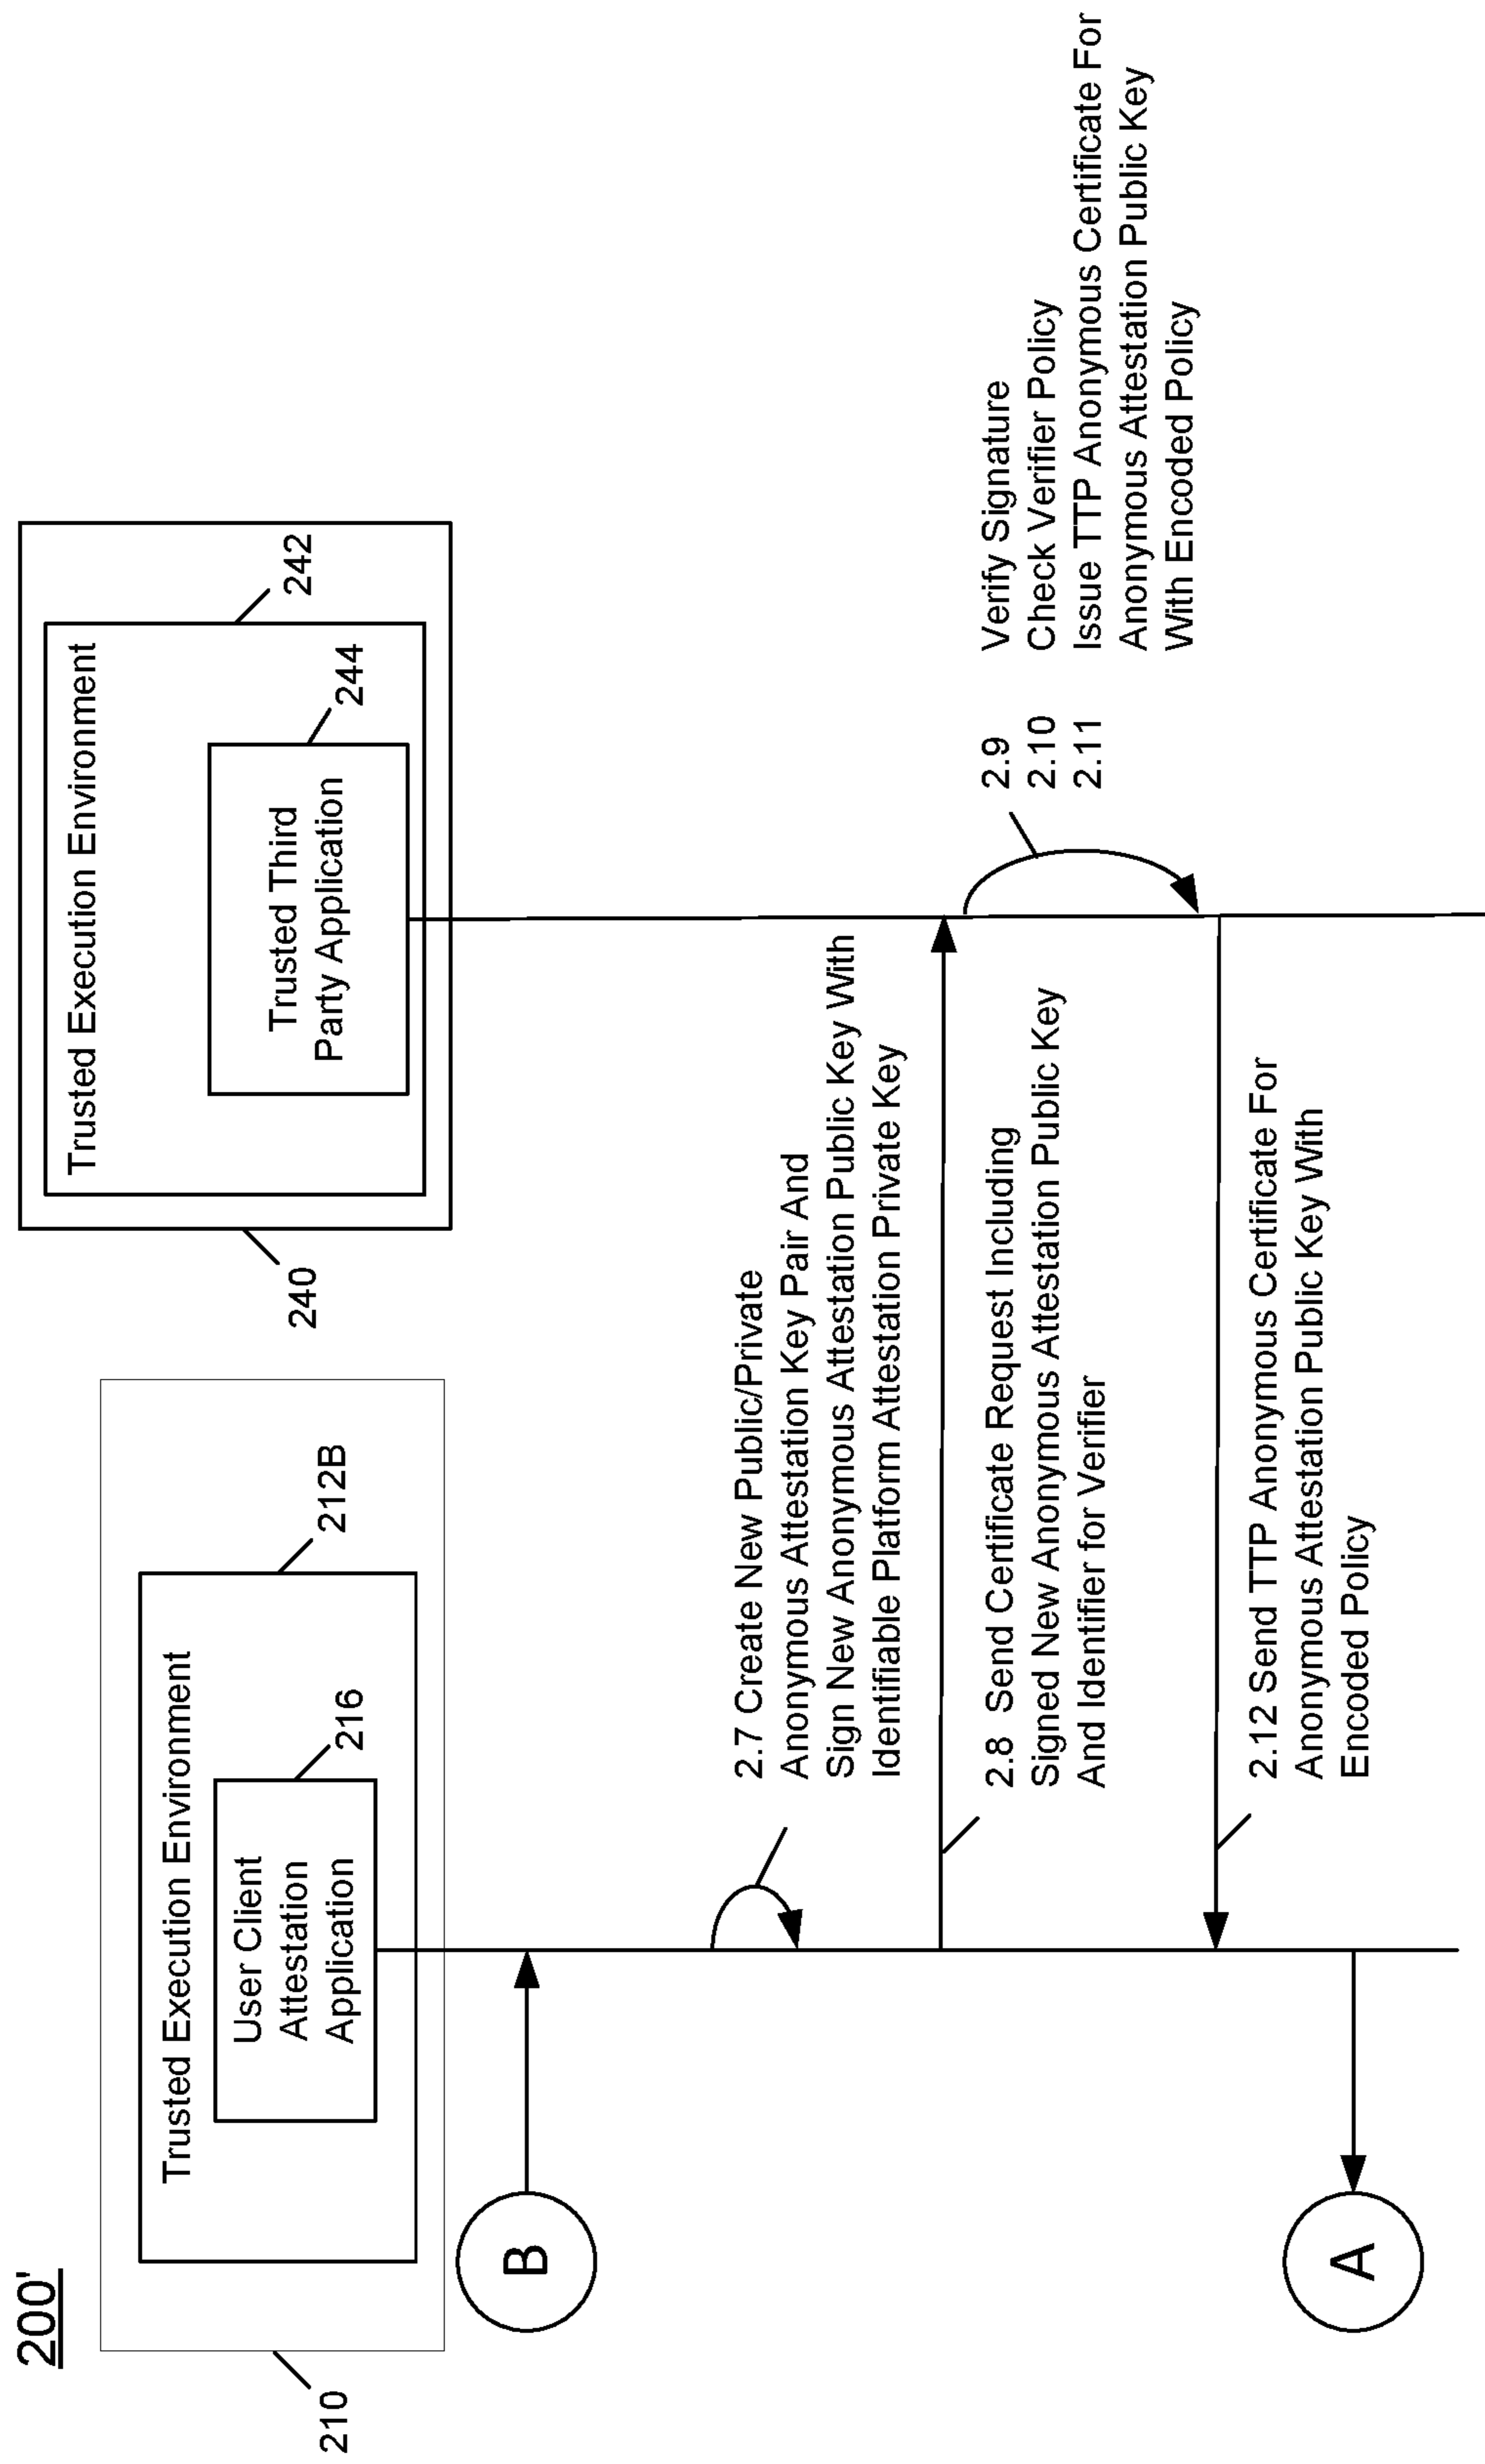 200'
210
Trusted Execution Environment
212B
User Client
Attestation
Application
216
240
Trusted Execution Environment
242
Trusted Third
Party Application
244
B
2.7 Create New Public/Private
Anonymous Attestation Key Pair And
Sign New Anonymous Attestation Public Key With
Identifiable Platform Attestation Private Key
2.8 Send Certificate Request Including
Signed New Anonymous Attestation Public Key
And Identifier for Verifier
2.9 Verify Signature
2.10 Check Verifier Policy
2.11 Issue TTP Anonymous Certificate For
Anonymous Attestation Public Key
With Encoded Policy
2.12 Send TTP Anonymous Certificate For
Anonymous Attestation Public Key With
Encoded Policy
A